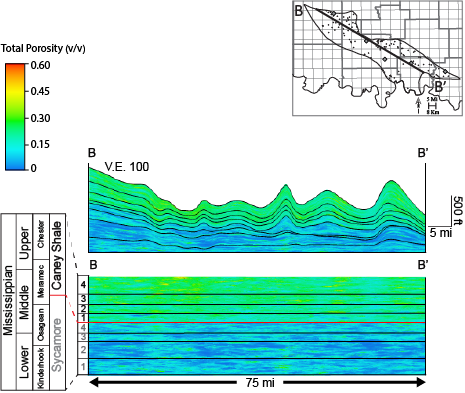 Total Porosity (v/v)
0.60
0.45
0.30
0.15
0
B
B'
5 Mi
8 Km
B
B'
V.E. 100
500 ft
5 mi
B
B'
Mississippian
Upper
Middle
Lower
Chester
Meramec
Osagean
Kinderhook
Caney Shale
Sycamore
4
3
2
1
4
3
2
1
75 mi